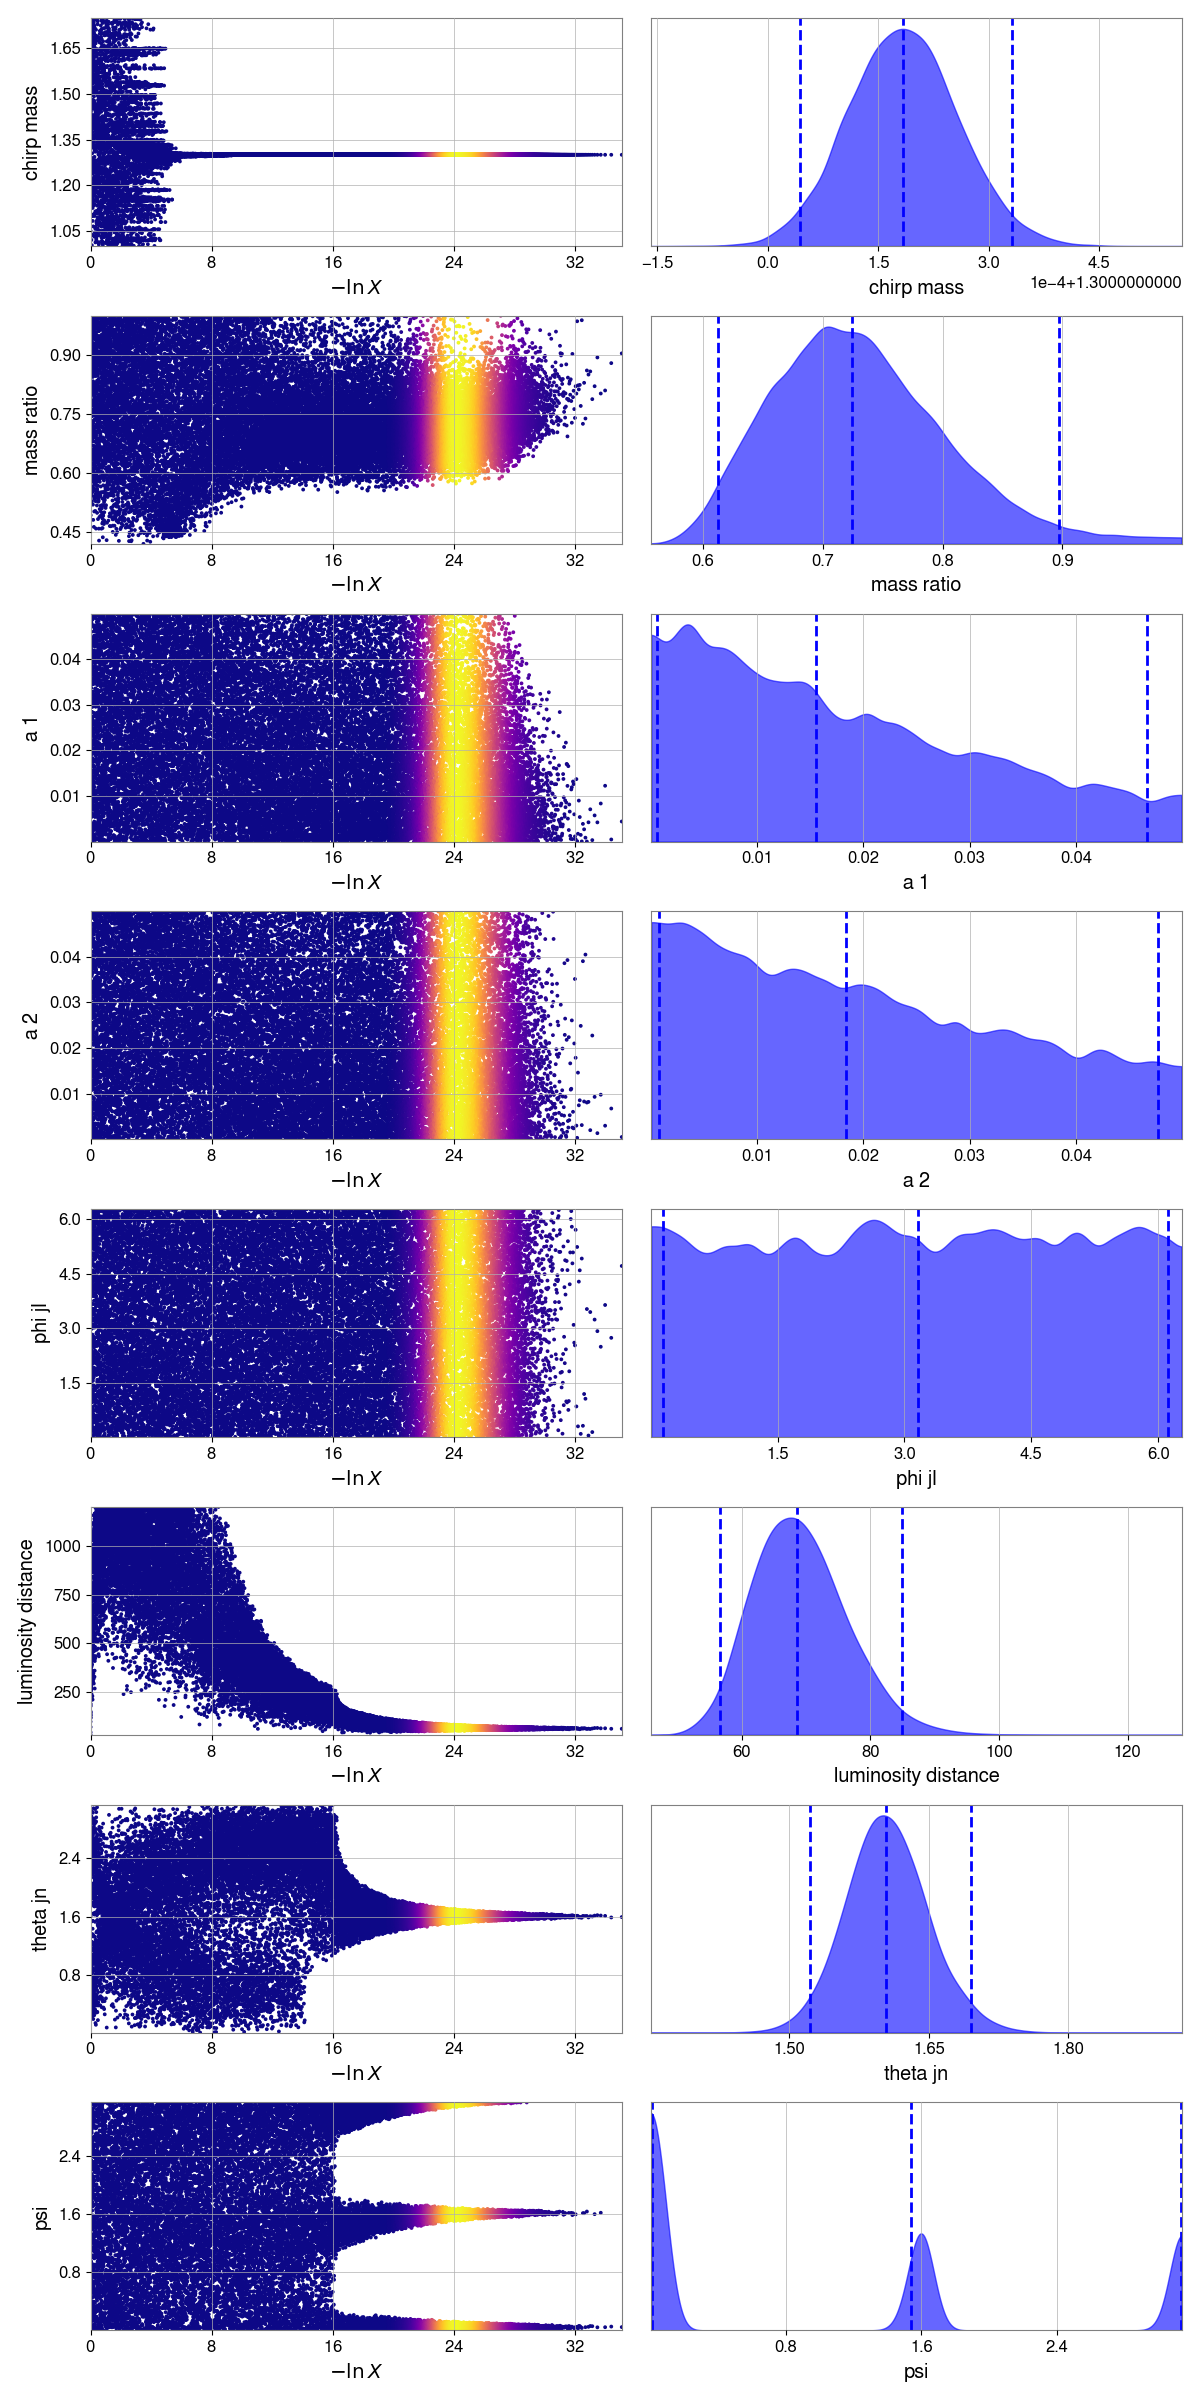 1.65
1.50
1.35
1.20
1.05
chirp mass
0 8 16 24 32
−ln X
−1.5 0.0 1.5 3.0 4.5
1e−4+1.3000000000
chirp mass
0.90
0.75
0.60
0.45
mass ratio
0 8 16 24 32
−ln X
0.6 0.7 0.8 0.9
mass ratio
0.04
0.03
0.02
0.01
a 1
0 8 16 24 32
−ln X
0.01 0.02 0.03 0.04
a 1
0.04
0.03
0.02
0.01
a 2
0 8 16 24 32
−ln X
0.01 0.02 0.03 0.04
a 2
6.0
4.5
3.0
1.5
phi jl
0 8 16 24 32
−ln X
1.5 3.0 4.5 6.0
phi jl
1000
750
500
250
luminosity distance
0 8 16 24 32
−ln X
60 80 100 120
luminosity distance
2.4
1.6
0.8
theta jn
0 8 16 24 32
−ln X
1.50 1.65 1.80
theta jn
2.4
1.6
0.8
psi
0 8 16 24 32
−ln X
0.8 1.6 2.4
psi